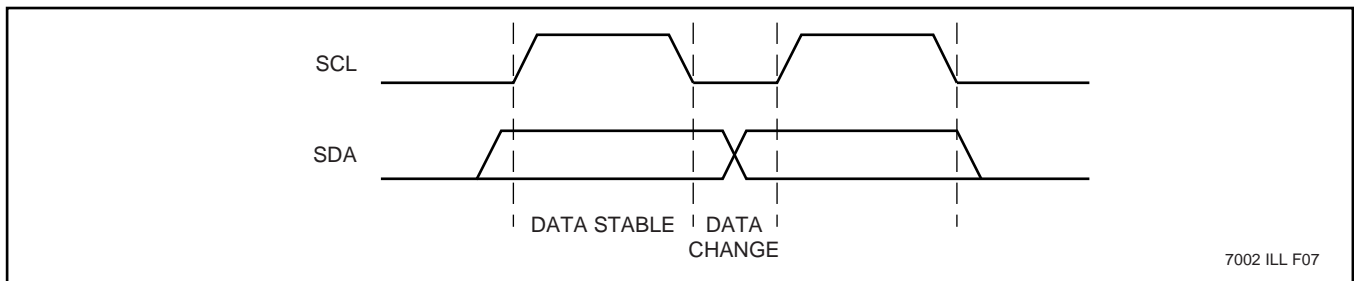 SCL
SDA
DATA STABLE
DATA
CHANGE
7002 ILL F07